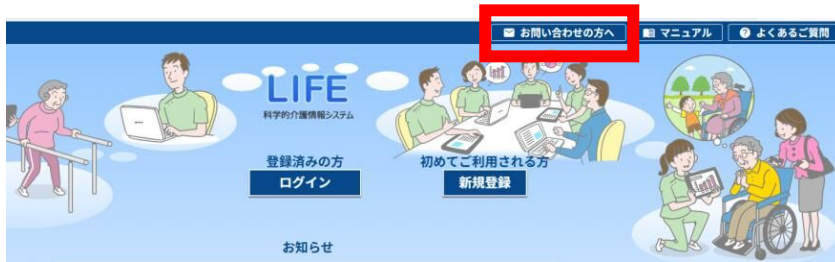 お問い合わせの方へ
マニュアル
よくあるご質問
LIFE
科学的介護情報システム
登録済みの方
ログイン
初めてご利用される方
新規登録
お知らせ